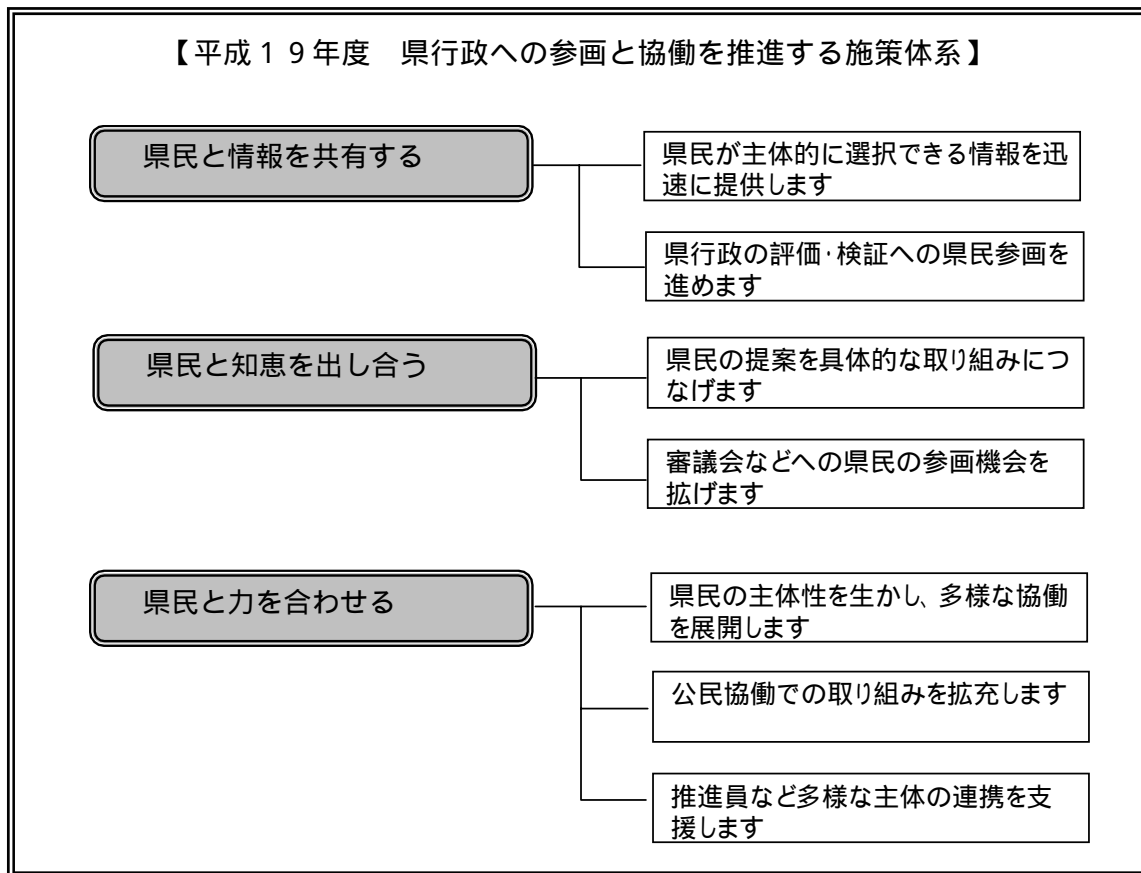 【平成１９年度　県行政への参画と協働を推進する施策体系】
県民と情報を共有する
県民が主体的に選択できる情報を迅
速に提供します
県行政の評価・検証への県民参画を
進めます
県民と知恵を出し合う
県民の提案を具体的な取り組みにつ
なげます
審議会などへの県民の参画機会を
拡げます
県民と力を合わせる
県民の主体性を生かし、多様な協働
を展開します
公民協働での取り組みを拡充します
推進員など多様な主体の連携を支
援します